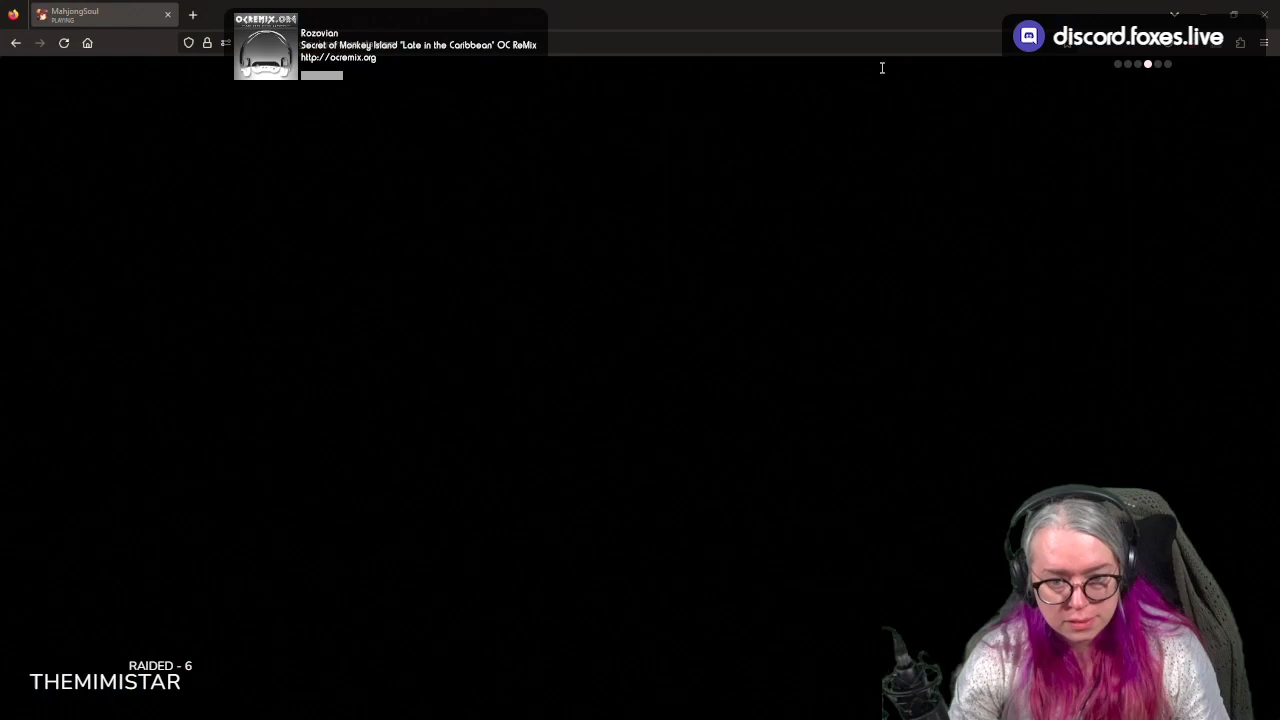 MahjongSoul
PLAYING
OCREMIX.ORG
Rozovian
Secret of Monkey Island "Late in the Caribbean" OC ReMix
http://ocremix.org
discord.foxes.live
RAIDED - 6
THEMIMISTAR